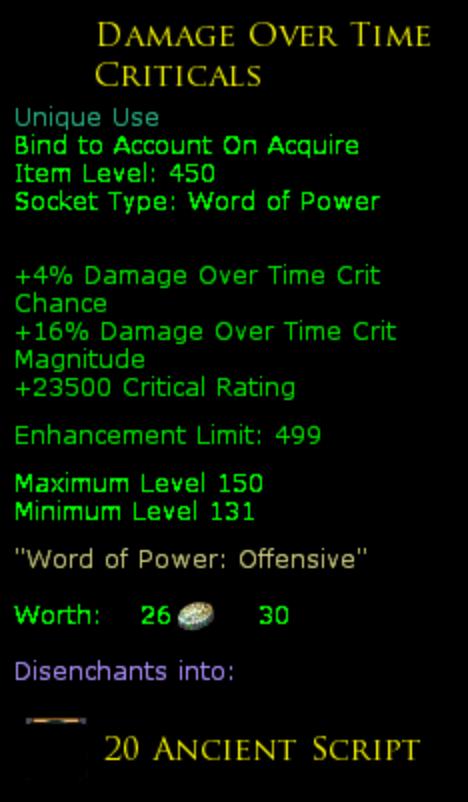 Damage Over Time
Criticals
Unique Use
Bind to Account On Acquire
Item Level: 450
Socket Type: Word of Power
+4% Damage Over Time Crit
Chance
+16% Damage Over Time Crit
Magnitude
+23500 Critical Rating
Enhancement Limit: 499
Maximum Level 150
Minimum Level 131
"Word of Power: Offensive"
Worth: 26 30
Disenchants into:
20 Ancient Script